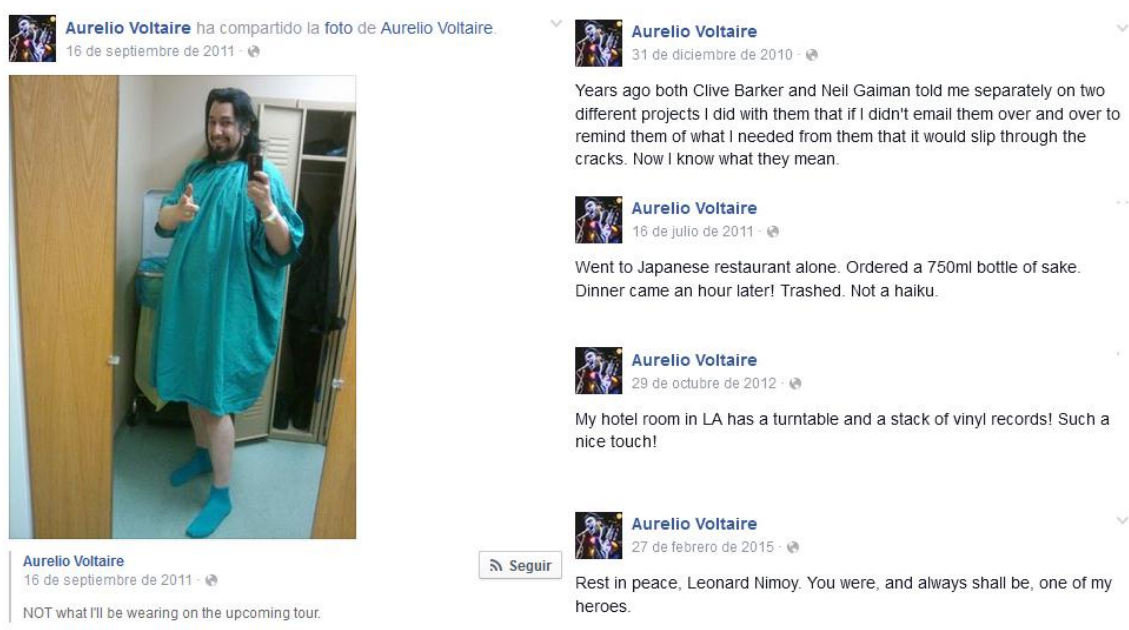 Aurelio Voltaire ha compartido la foto de Aurelio Voltaire.
16 de septiembre de 2011
Aurelio Voltaire
16 de septiembre de 2011
NOT what I'll be wearing on the upcoming tour.
Seguir
Aurelio Voltaire
31 de diciembre de 2010
Years ago both Clive Barker and Neil Gaiman told me separately on two
different projects I did with them that if I didn't email them over and over to
remind them of what I needed from them that it would slip through the
cracks. Now I know what they mean.
Aurelio Voltaire
16 de julio de 2011
Went to Japanese restaurant alone. Ordered a 750ml bottle of sake.
Dinner came an hour later! Trashed. Not a haiku.
Aurelio Voltaire
29 de octubre de 2012
My hotel room in LA has a turntable and a stack of vinyl records! Such a
nice touch!
Aurelio Voltaire
27 de febrero de 2015
Rest in peace, Leonard Nimoy. You were, and always shall be, one of my
heroes.